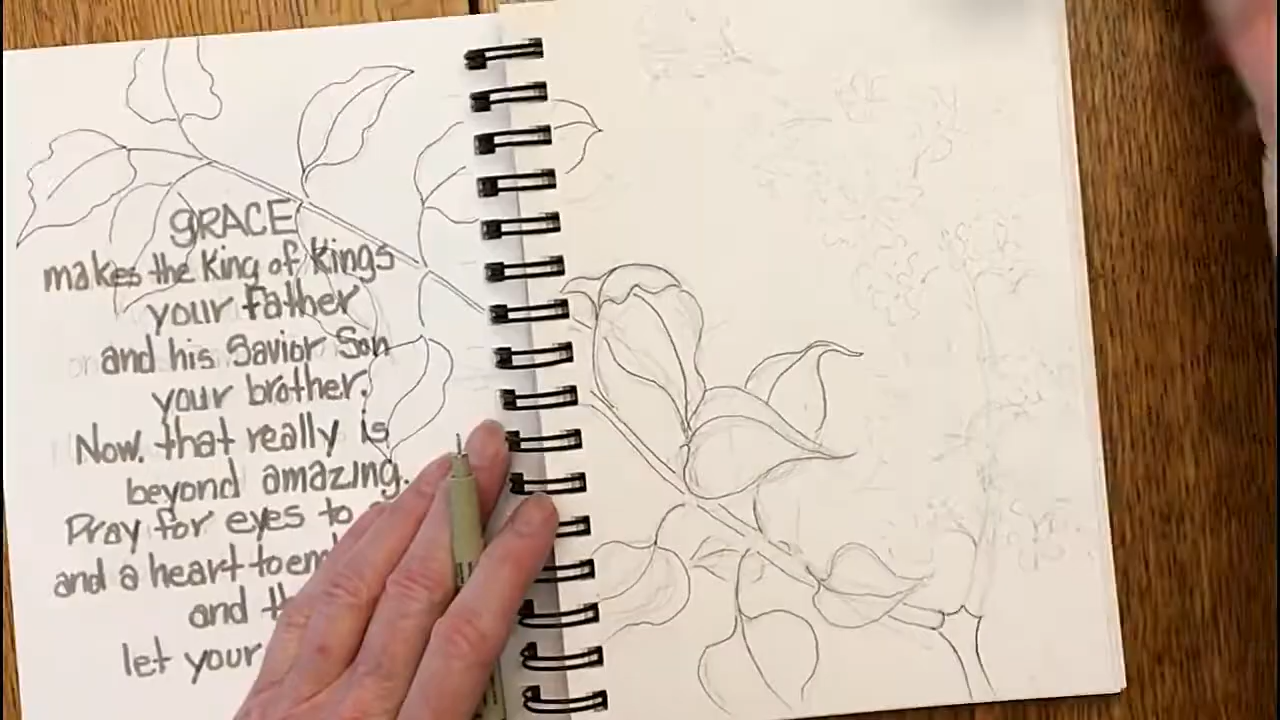 GRACE
makes the King of Kings
your Father
and his Savior Son
your brother.
Now, that really is
beyond amazing.
Pray for eyes to
and a heart to
and
let your